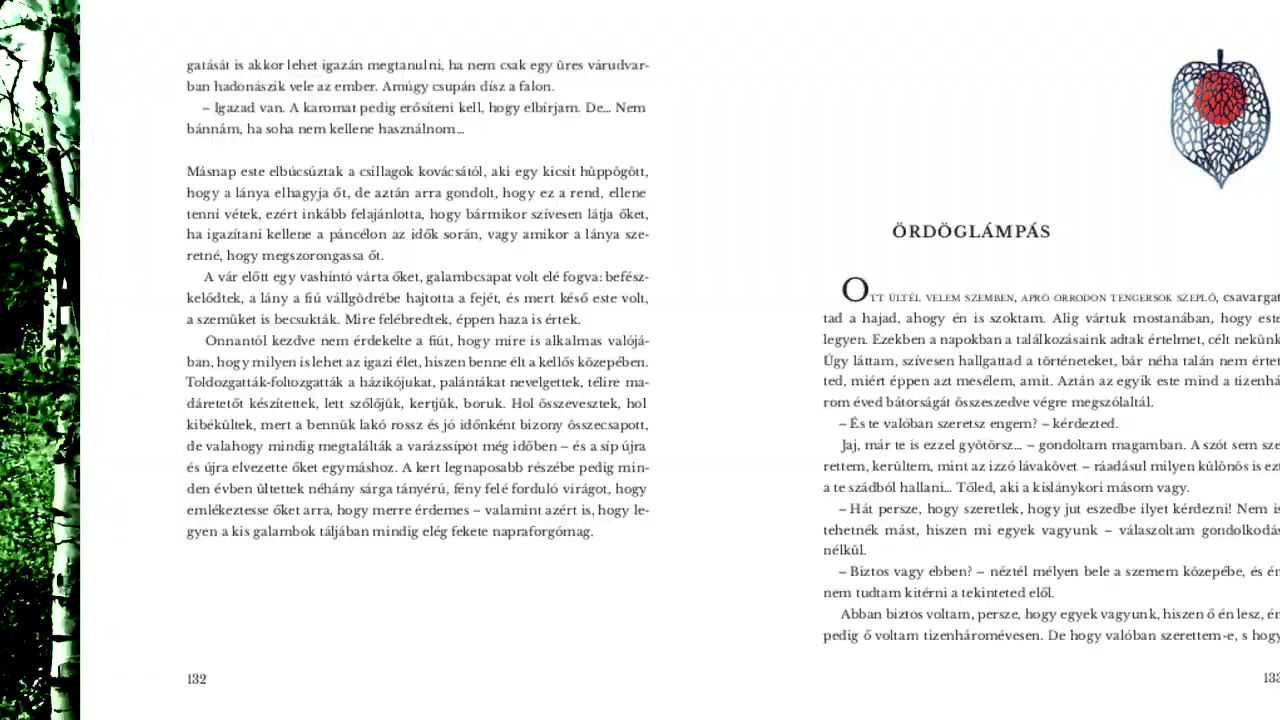 gatását is akkor lehet igazán megtanulni, ha nem csak egy üres várudvar-
ban hadonászik vele az ember. Amúgy csupán dísz a falon.
– Igazad van. A karomat pedig erősíteni kell, hogy elbírjam. De... Nem
bánnám, ha soha nem kellene használnom...
Másnap este elbúcsúztak a csillagok kovácsától, aki egy kicsit hüppögött,
hogy a lánya elhagyja őt, de aztán arra gondolt, hogy ez a rend, ellene
tenni vétek, ezért inkább felajánlotta, hogy bármikor szívesen látja őket,
ha igazítani kellene a páncélon az idők során, vagy amikor a lánya sze-
retné, hogy megszorongassa őt.
A vár előtt egy vashintó várta őket, galambcsapat volt elé fogva: befész-
kelődtek, a lány a fiú vállgödrébe hajtotta a fejét, és mert késő este volt,
a szemüket is becsukták. Mire felébredtek, éppen haza is értek.
Onnantól kezdve nem érdekelte a fiút, hogy mire is alkalmas valójá-
ban, hogy milyen is lehet az igazi élet, hiszen benne élt a kellős közepében.
Toldozgatták-foltozgatták a házikójukat, palántákat nevelgettek, télire ma-
dáretetőt készítettek, lett szőlőjük, kertjük, boruk. Hol összevesztek, hol
kibékültek, mert a bennük lakó rossz és jó időnként bizony összecsapott,
de valahogy mindig megtalálták a varázssípot még időben – és a síp újra
és újra elvezette őket egymáshoz. A kert legnaposabb részébe pedig min-
den évben ültettek néhány sárga tányérú, fény felé forduló virágot, hogy
emlékeztesse őket arra, hogy merre érdemes – valamint azért is, hogy le-
gyen a kis galambok táljában mindig elég fekete napraforgómag.
132
ÖRDÖGLÁMPÁS
Ott ültél velem szemben, apró orrodon tengersok szeplő, csavargat
tad a hajad, ahogy én is szoktam. Alig vártuk mostanában, hogy este
legyen. Ezekben a napokban a találkozásaink adtak értelmet, célt nekünk
Úgy láttam, szívesen hallgattad a történeteket, bár néha talán nem értet
ted, miért éppen azt mesélem, amit. Aztán az egyik este mind a tizenhá
rom éved bátorságát összeszedve végre megszólaltál.
– És te valóban szeretsz engem? – kérdezted.
Jaj, már te is ezzel gyötörsz... – gondoltam magamban. A szót sem sze
rettem, kerültem, mint az izzó lávakövet – ráadásul milyen különös is ezt
a te szádból hallani... Tőled, aki a kislánykori másom vagy.
– Hát persze, hogy szeretlek, hogy jut eszedbe ilyet kérdezni! Nem is
tehetnék mást, hiszen mi egyek vagyunk – válaszoltam gondolkodás
nélkül.
– Biztos vagy ebben? – néztél mélyen bele a szemem közepébe, és én
nem tudtam kitérni a tekinteted elől.
Abban biztos voltam, persze, hogy egyek vagyunk, hiszen ő én lesz, én
pedig ő voltam tizenháromévesen. De hogy valóban szerettem-e, s hogy
133